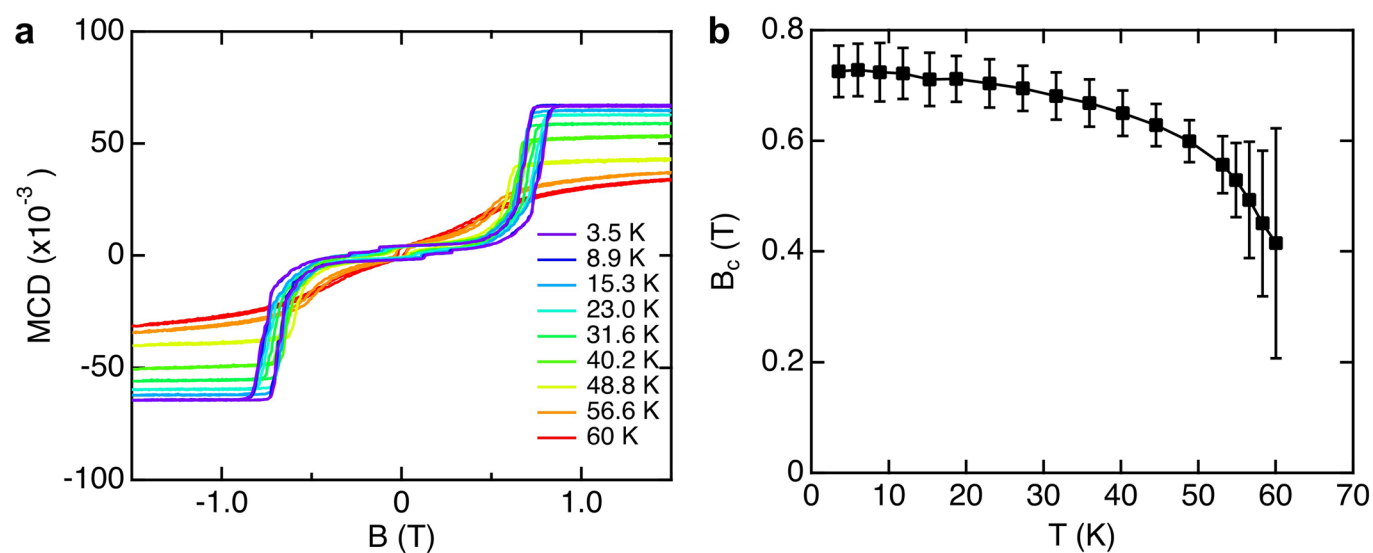 a
100
50
0
-50
-100
MCD (x10⁻³)
-1.0
0
1.0
B (T)
3.5 K
8.9 K
15.3 K
23.0 K
31.6 K
40.2 K
48.8 K
56.6 K
60 K
b
0.8
0.6
0.4
0.2
0
B_c (T)
0
10
20
30
40
50
60
70
T (K)